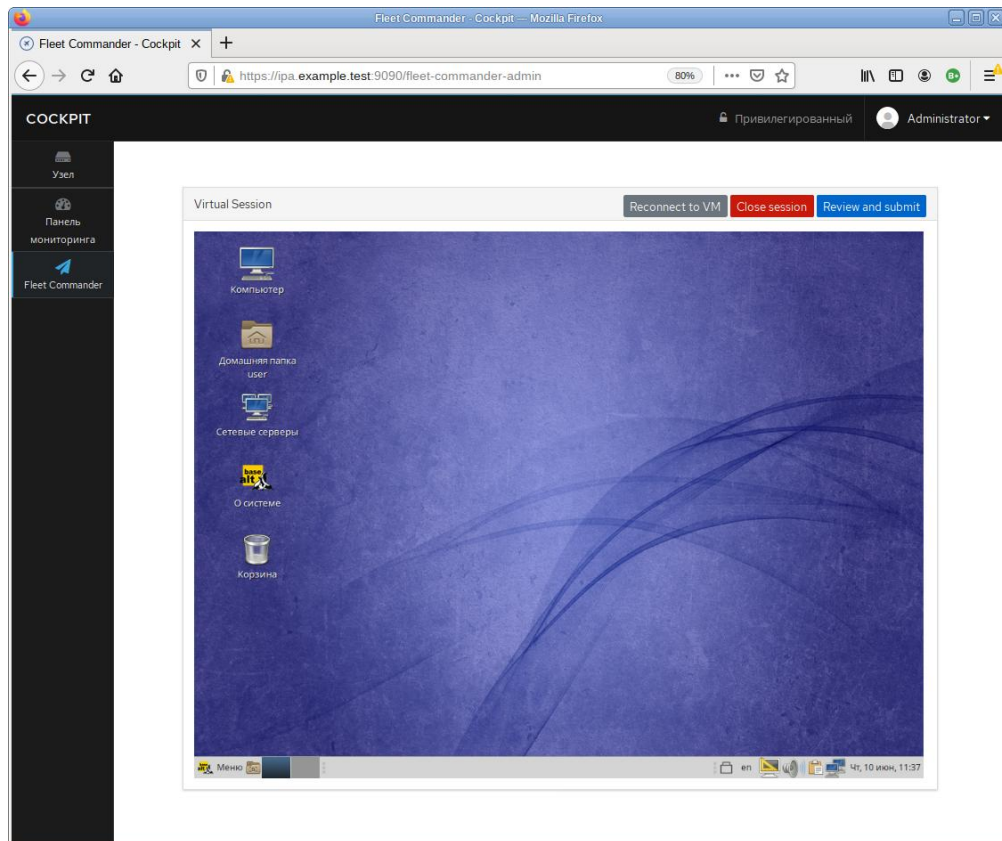 Fleet Commander - Cockpit — Mozilla Firefox
Fleet Commander - Cockpit
https://ipa.example.test:9090/fleet-commander-admin
80%
COCKPIT
Привилегированный
Administrator
Узел
Панель
мониторинга
Fleet Commander
Virtual Session
Reconnect to VM
Close session
Review and submit
Компьютер
Домашняя папка
user
Сетевые серверы
base
alt
О системе
Корзина
Меню
en
Чт, 10 июн, 11:37